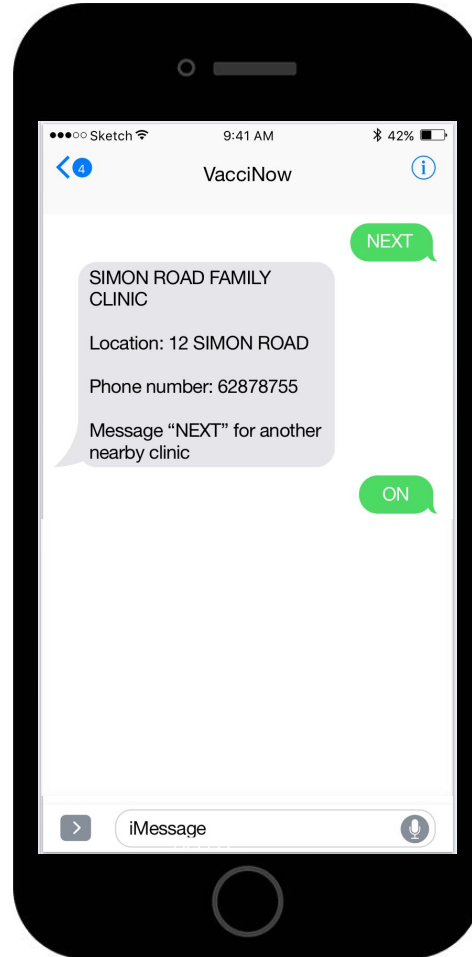 Sketch 9:41 AM 42%
4 VacciNow i
NEXT
SIMON ROAD FAMILY
CLINIC
Location: 12 SIMON ROAD
Phone number: 62878755
Message “NEXT” for another
nearby clinic
ON
iMessage